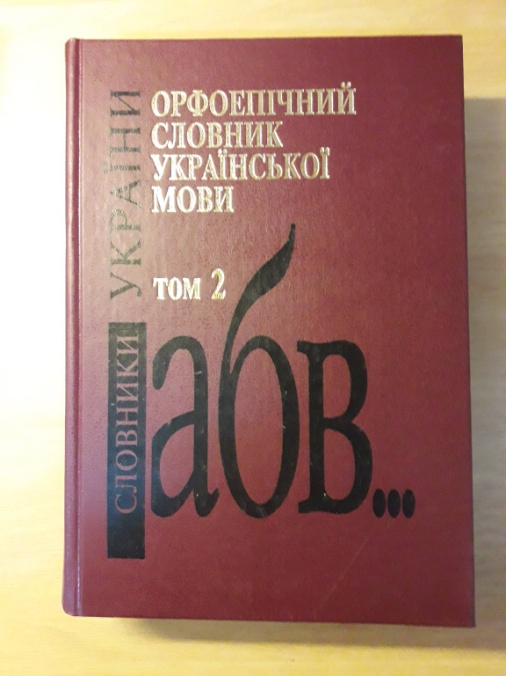 ОРФОЕПІЧНИЙ
СЛОВНИК
УКРАЇНСЬКОЇ
МОВИ
ТОМ 2
СЛОВНИКИ УКРАЇНИ
абв...